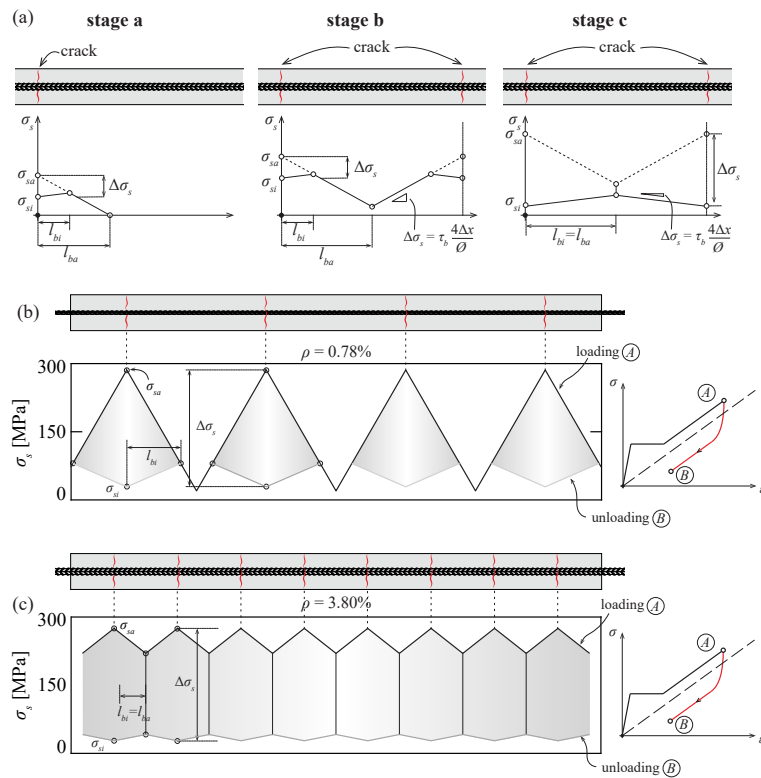 (a)
stage a
stage b
stage c
crack
crack
crack
σs
σsa
σsi
Δσs
lbi
lba
σs
σsa
σsi
Δσs
lbi
lba
Δσs = τb 4Δx/Ø
σs
σsa
σsi
Δσs
lbi=lba
Δσs = τb 4Δx/Ø
(b)
ρ = 0.78%
loading A
300
150
0
σs [MPa]
σsa
Δσs
lbi
σsi
unloading B
σ
A
B
(c)
ρ = 3.80%
loading A
300
150
0
σs [MPa]
σsa
Δσs
lbi=lba
σsi
unloading B
σ
A
B